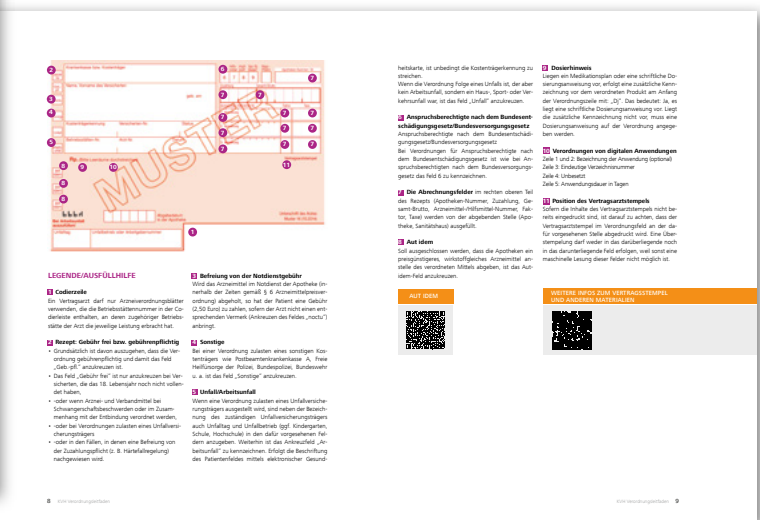 MUSTER
LEGENDE/AUSFÜLLHILFE
1 Codierzeile
Ein Vertragsarzt darf nur Arzneiverordnungsblätter
verwenden, die die Betriebsstättennummer in der Co-
dierleiste enthalten, an deren zugehöriger Betriebs-
stätte der Arzt die jeweilige Leistung erbracht hat.
2 Rezept: Gebühr frei bzw. gebührenpflichtig
• Grundsätzlich ist davon auszugehen, dass die Ver-
ordnung gebührenpflichtig und damit das Feld
„Geb.-pfl.“ anzukreuzen ist.
• Das Feld „Gebühr frei“ ist nur anzukreuzen bei Ver-
sicherten, die das 18. Lebensjahr noch nicht vollen-
det haben,
• -oder wenn Arznei- und Verbandmittel bei
Schwangerschaftsbeschwerden oder im Zusam-
menhang mit der Entbindung verordnet werden,
• -oder bei Verordnungen zulasten eines Unfallversi-
cherungsträgers
• -oder in den Fällen, in denen eine Befreiung von
der Zuzahlungspflicht (z. B. Härtefallregelung)
nachgewiesen wird.
3 Befreiung von der Notdienstgebühr
Wird das Arzneimittel im Notdienst der Apotheke (in-
nerhalb der Zeiten gemäß § 6 Arzneimittelpreisver-
ordnung) abgeholt, so hat der Patient eine Gebühr
(2,50 Euro) zu zahlen, sofern der Arzt nicht einen ent-
sprechenden Vermerk (Ankreuzen des Feldes „noctu“)
anbringt.
4 Sonstige
Bei einer Verordnung zulasten eines sonstigen Kos-
tenträgers wie Postbeamtenkrankenkasse A, Freie
Heilfürsorge der Polizei, Bundespolizei, Bundeswehr
u. a. ist das Feld „Sonstige“ anzukreuzen.
5 Unfall/Arbeitsunfall
Wenn eine Verordnung zulasten eines Unfallversiche-
rungsträgers ausgestellt wird, sind neben der Bezeich-
nung des zuständigen Unfallversicherungsträgers
auch Unfalltag und Unfallbetrieb (ggf. Kindergarten,
Schule, Hochschule) in den dafür vorgesehenen Fel-
dern anzugeben. Weiterhin ist das Ankreuzfeld „Ar-
beitsunfall“ zu kennzeichnen. Erfolgt die Beschriftung
des Patientenfeldes mittels elektronischer Gesund-
heitskarte, ist unbedingt die Kostenträgerkennung zu
streichen.
Wenn die Verordnung Folge eines Unfalls ist, der aber
kein Arbeitsunfall, sondern ein Haus-, Sport- oder Ver-
kehrsunfall war, ist das Feld „Unfall“ anzukreuzen.
6 Anspruchsberechtigte nach dem Bundesent-
schädigungsgesetz/Bundesversorgungsgesetz
Anspruchsberechtigte nach dem Bundesentschädi-
gungsgesetz/Bundesversorgungsgesetz
Bei Verordnungen für Anspruchsberechtigte nach
dem Bundesentschädigungsgesetz ist wie bei An-
spruchsberechtigten nach dem Bundesversorgungsge-
setz das Feld 6 zu kennzeichnen.
7 Die Abrechnungsfelder im rechten oberen Teil
des Rezepts (Apotheken-Nummer, Zuzahlung, Ge-
samt-Brutto, Arzneimittel-/Hilfsmittel-Nummer, Fak-
tor, Taxe) werden von der abgebenden Stelle (Apo-
theke, Sanitätshaus) ausgefüllt.
8 Aut idem
Soll ausgeschlossen werden, dass die Apotheken ein
preisgünstigeres, wirkstoffgleiches Arzneimittel an-
stelle des verordneten Mittels abgeben, ist das Aut-
idem-Feld anzukreuzen.
AUT IDEM
9 Dosierhinweis
Liegen ein Medikationsplan oder eine schriftliche Do-
sierungsanweisung vor, erfolgt eine zusätzliche Kenn-
zeichnung vor dem verordneten Produkt am Anfang
der Verordnungszeile mit „Dj“. Das bedeutet: Ja, es
liegt eine schriftliche Dosierungsanweisung vor. Liegt
die zusätzliche Kennzeichnung nicht vor, muss eine
Dosierungsanweisung auf der Verordnung angege-
ben werden.
10 Verordnungen von digitalen Anwendungen
Zeile 1 und 2: Bezeichnung der Anwendung (optional)
Zeile 3: Eindeutige Verzeichnisnummer
Zeile 4: Unbesetzt
Zeile 5: Anwendungsdauer in Tagen
11 Position des Vertragsarztstempels
Sofern die Inhalte des Vertragsarztstempels nicht be-
reits eingedruckt sind, ist darauf zu achten, dass der
Vertragsarztstempel im Verordnungsfeld an der da-
für vorgesehenen Stelle abgedruckt wird. Eine Über-
stempelung darf weder in das darüberliegende noch
in das darunterliegende Feld erfolgen, weil sonst eine
maschinelle Lesung dieser Felder nicht möglich ist.
WEITERE INFOS ZUM VERTRAGSSTEMPEL
UND ANDEREN MATERIALIEN
8
9